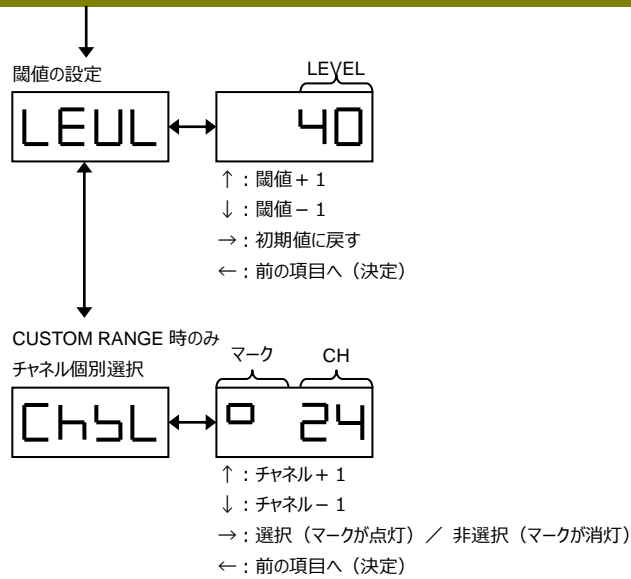 閾値の設定
LEVEL
LEUL
40
↑：閾値＋1
↓：閾値－1
→：初期値に戻す
←：前の項目へ（決定）
CUSTOM RANGE 時のみ
チャネル個別選択
マーク
CH
ChSL
o 24
↑：チャネル＋1
↓：チャネル－1
→：選択（マークが点灯）／ 非選択（マークが消灯）
←：前の項目へ（決定）